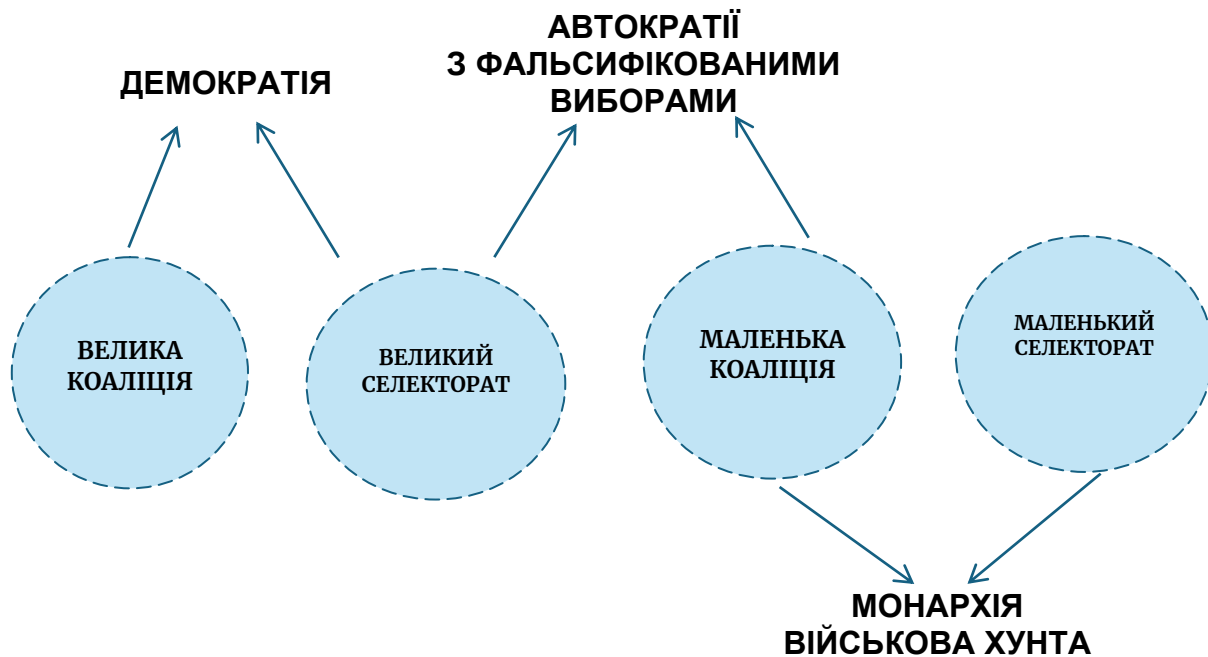 ДЕМОКРАТІЯ
АВТОКРАТІЇ
З ФАЛЬСИФІКОВАНИМИ
ВИБОРАМИ
ВЕЛИКА
КОАЛІЦІЯ
ВЕЛИКИЙ
СЕЛЕКТОРАТ
МАЛЕНЬКА
КОАЛІЦІЯ
МАЛЕНЬКИЙ
СЕЛЕКТОРАТ
МОНАРХІЯ
ВІЙСЬКОВА ХУНТА